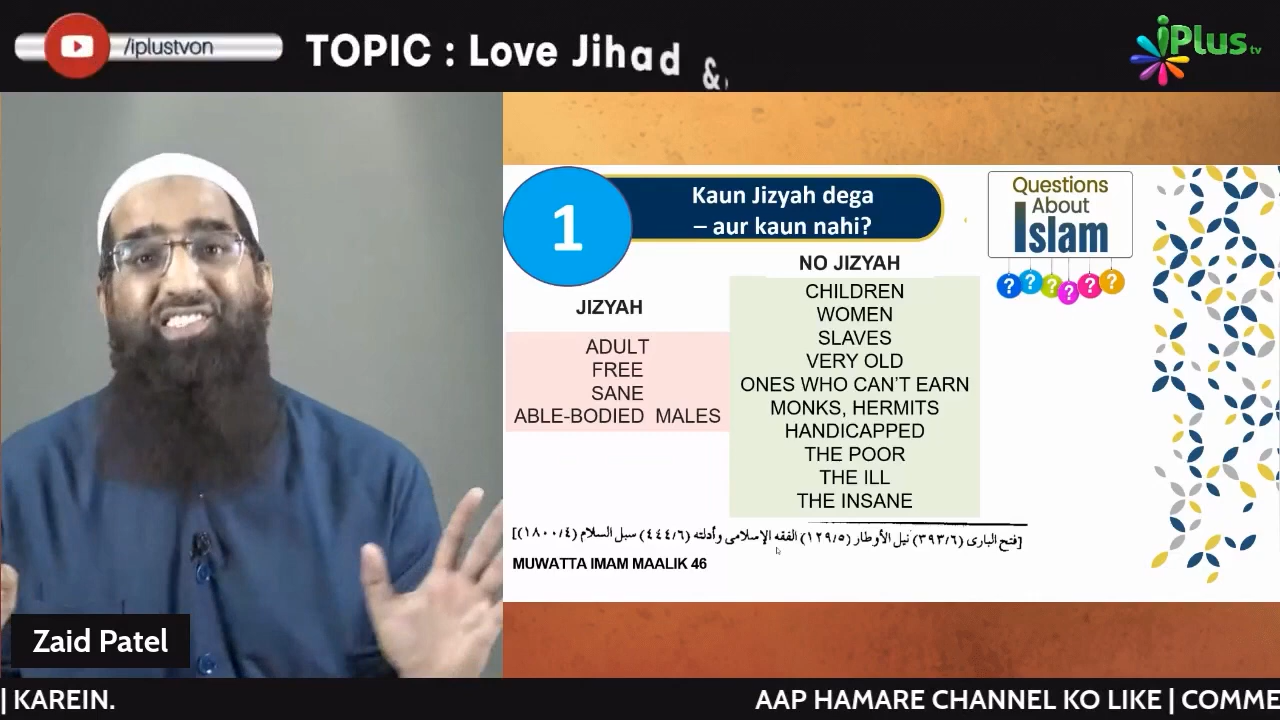 /iplustvon
TOPIC : Love Jihad &
iPlus tv
1
Kaun Jizyah dega
– aur kaun nahi?
Questions
About
Islam
? ? ? ? ? ?
JIZYAH
ADULT
FREE
SANE
ABLE-BODIED MALES
NO JIZYAH
CHILDREN
WOMEN
SLAVES
VERY OLD
ONES WHO CAN'T EARN
MONKS, HERMITS
HANDICAPPED
THE POOR
THE ILL
THE INSANE
[فتح البارى (٣٩٣/٦) نيل الأوطار (١٢٩/٥) الفقه الإسلامى وأدلته (٤٤٤/٦) سبل السلام (١٨٠٠/٤)]
MUWATTA IMAM MAALIK 46
Zaid Patel
| KAREIN.
AAP HAMARE CHANNEL KO LIKE | COMME